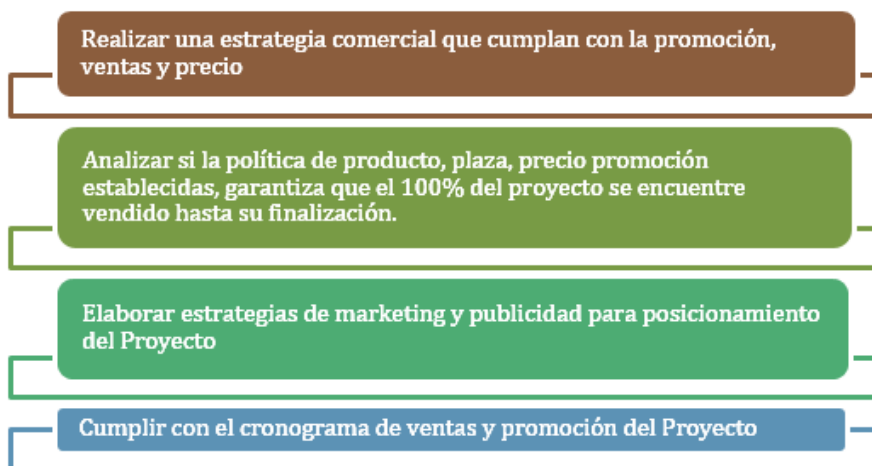 Realizar una estrategia comercial que cumplan con la promoción,
ventas y precio
Analizar si la política de producto, plaza, precio promoción
establecidas, garantiza que el 100% del proyecto se encuentre
vendido hasta su finalización.
Elaborar estrategias de marketing y publicidad para posicionamiento
del Proyecto
Cumplir con el cronograma de ventas y promoción del Proyecto